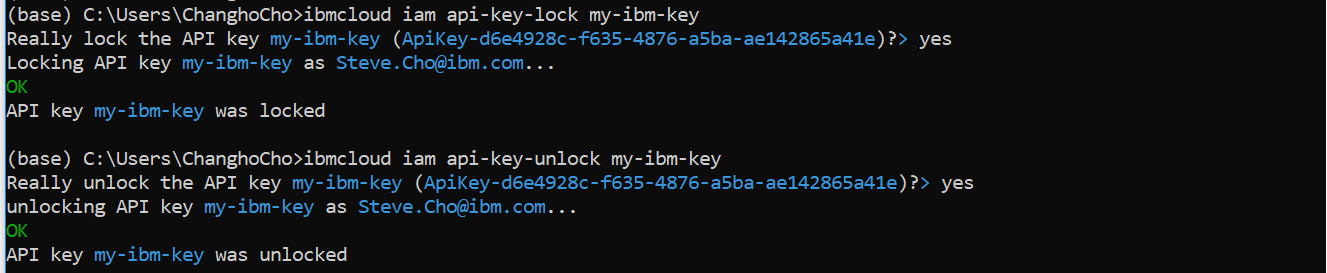 (base) C:\Users\ChanghoCho>ibmcloud iam api-key-lock my-ibm-key
Really lock the API key my-ibm-key (ApiKey-d6e4928c-f635-4876-a5ba-ae142865a41e)?> yes
Locking API key my-ibm-key as Steve.Cho@ibm.com...
OK
API key my-ibm-key was locked
(base) C:\Users\ChanghoCho>ibmcloud iam api-key-unlock my-ibm-key
Really unlock the API key my-ibm-key (ApiKey-d6e4928c-f635-4876-a5ba-ae142865a41e)?> yes
unlocking API key my-ibm-key as Steve.Cho@ibm.com...
OK
API key my-ibm-key was unlocked